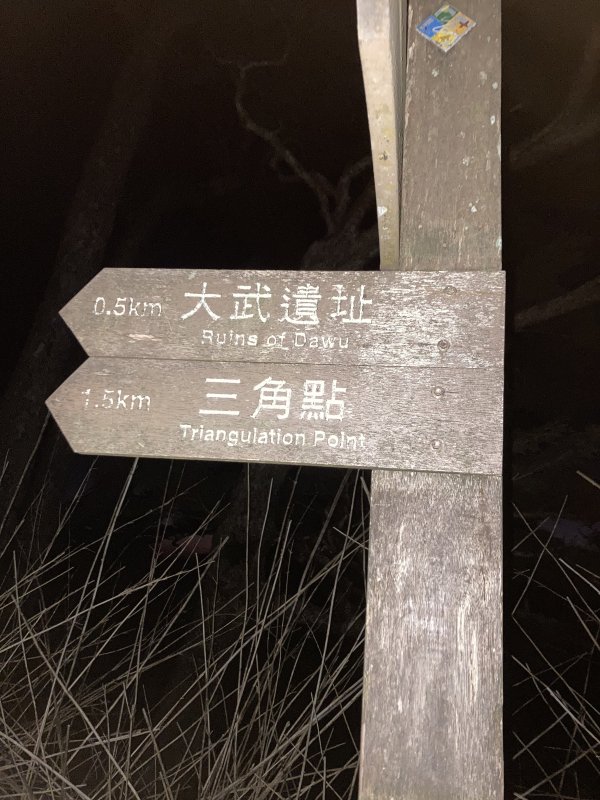 0.5km 大武遺址
Ruins of Dawu
1.5km 三角點
Triangulation Point